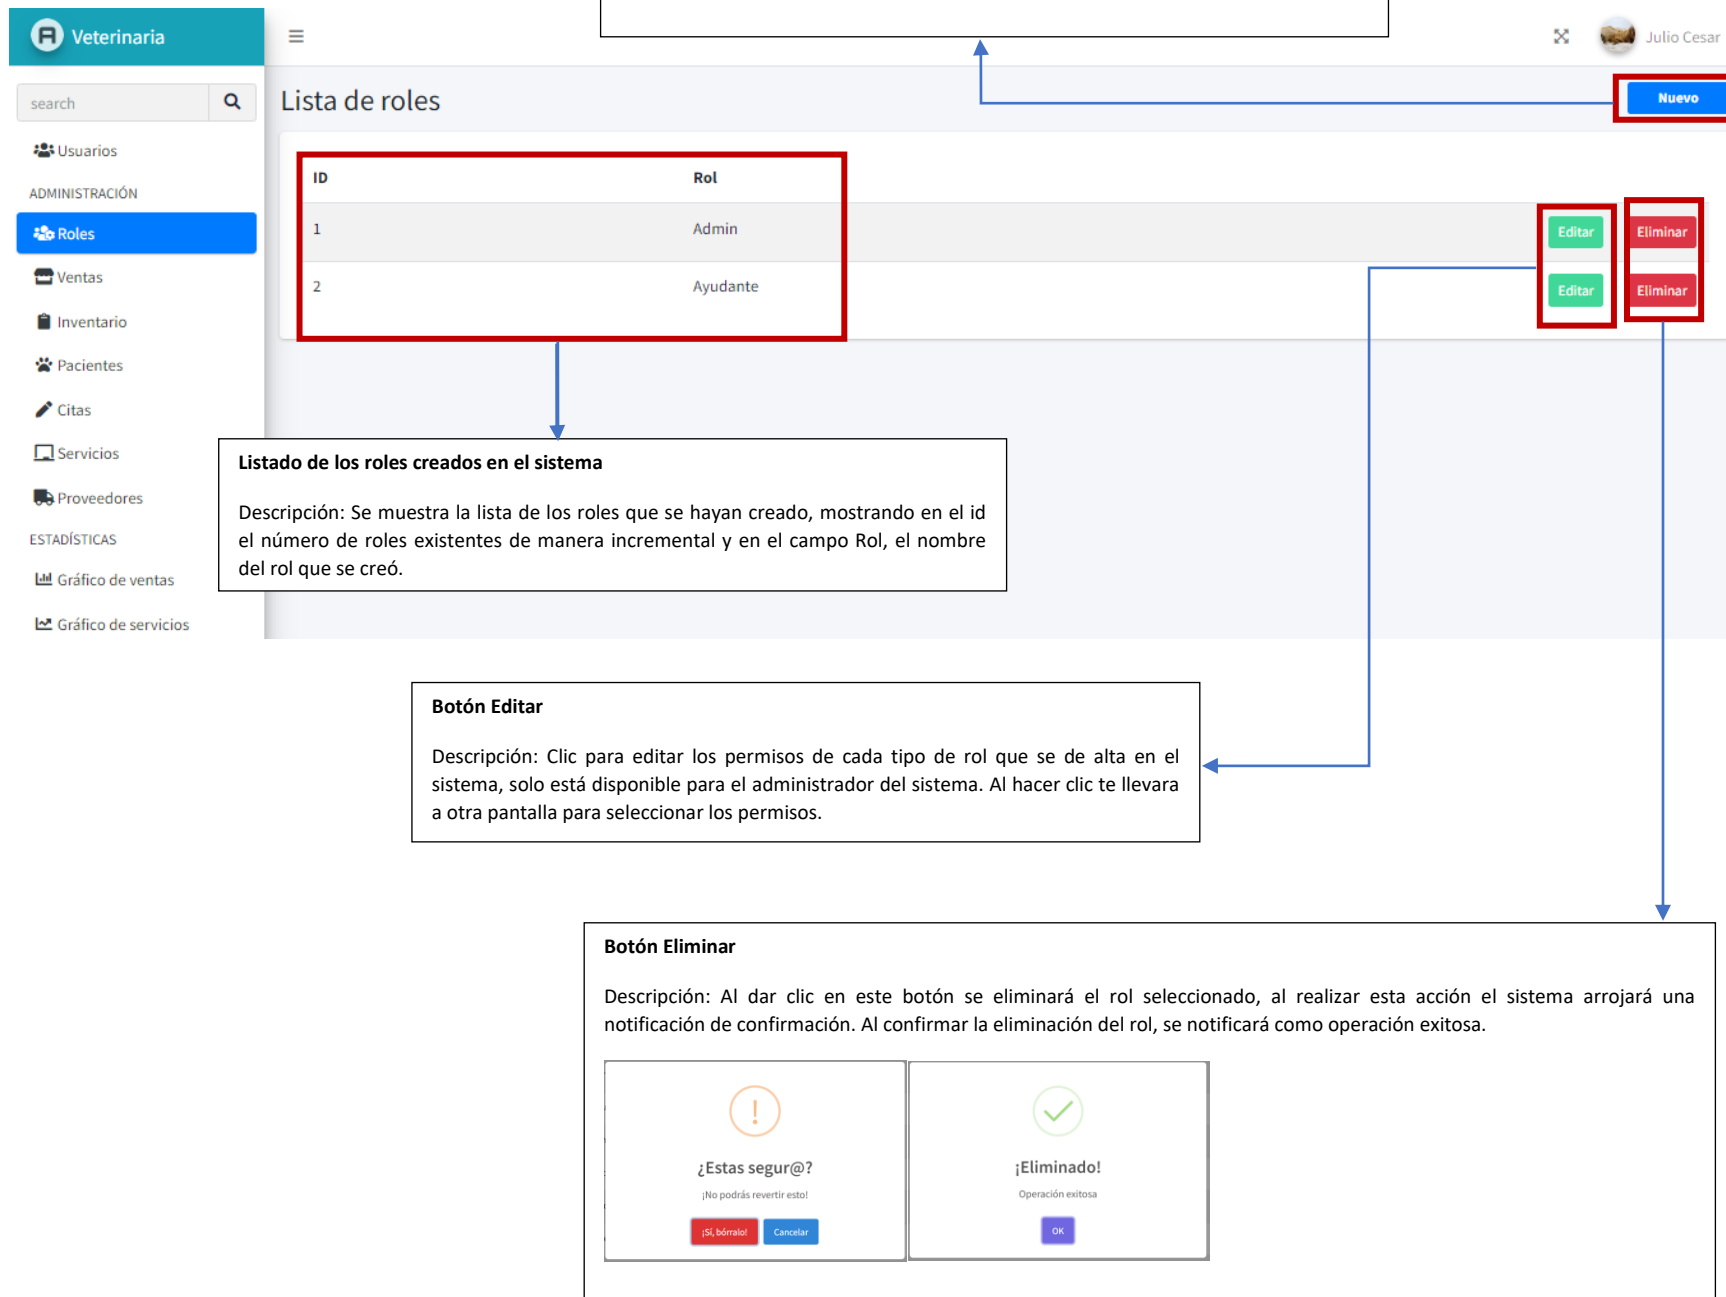 Veterinaria
Julio Cesar
search
Lista de roles
Nuevo
Usuarios
ADMINISTRACIÓN
Roles
Ventas
Inventario
Pacientes
Citas
Servicios
Proveedores
ESTADÍSTICAS
Gráfico de ventas
Gráfico de servicios
ID Rol
1 Admin Editar Eliminar
2 Ayudante Editar Eliminar
Listado de los roles creados en el sistema
Descripción: Se muestra la lista de los roles que se hayan creado, mostrando en el id
el número de roles existentes de manera incremental y en el campo Rol, el nombre
del rol que se creó.
Botón Editar
Descripción: Clic para editar los permisos de cada tipo de rol que se de alta en el
sistema, solo está disponible para el administrador del sistema. Al hacer clic te llevara
a otra pantalla para seleccionar los permisos.
Botón Eliminar
Descripción: Al dar clic en este botón se eliminará el rol seleccionado, al realizar esta acción el sistema arrojará una
notificación de confirmación. Al confirmar la eliminación del rol, se notificará como operación exitosa.
¿Estas segur@?
¡No podrás revertir esto!
¡Sí, bórralo! Cancelar
¡Eliminado!
Operación exitosa
OK